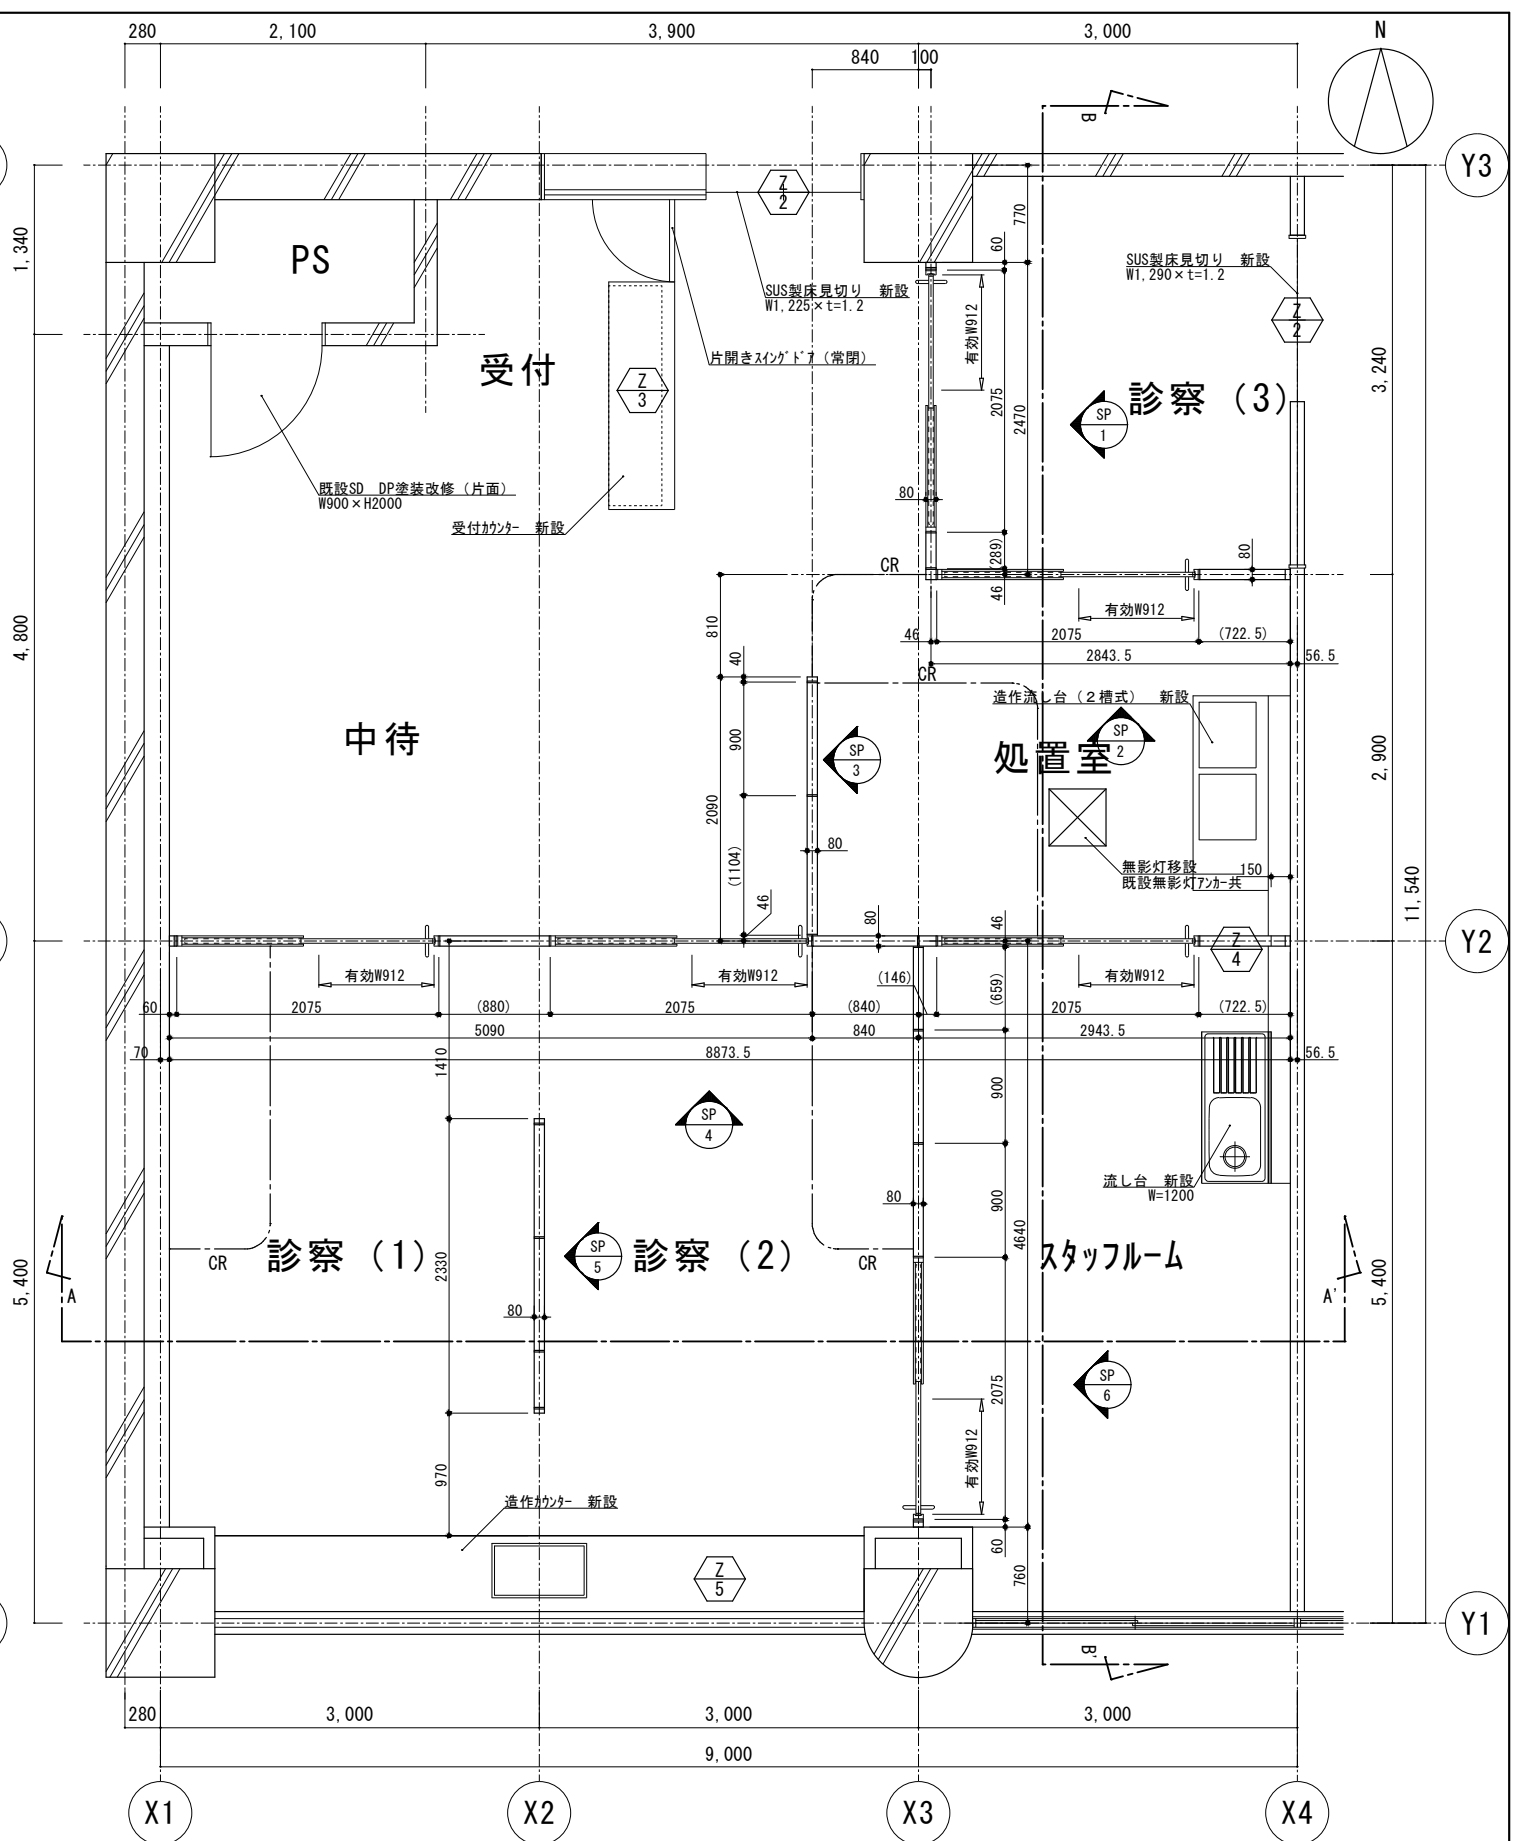 280
2,100
3,900
3,000
N
840
100
B
Y3
Z
2
770
60
1,340
PS
SUS製床見切り 新設
W1,290×t=1.2
SUS製床見切り 新設
W1,225×t=1.2
Z
2
有効W912
片開きスイングドア(常閉)
受付
Z
3
2075
2470
3,240
診察(3)
SP
1
既設SD DP塗装改修(片面)
W900×H2000
受付カウンター 新設
80
(289)
46
CR
80
有効W912
4,800
810
46
2075
(722.5)
2843.5
56.5
40
CR
造作流し台(2槽式) 新設
中待
900
SP
3
処置室
SP
2
2,900
2090
80
(1104)
無影灯移設
既設無影灯アンカー共
150
11,540
46
80
46
Y2
Z
4
有効W912
有効W912
(146)
(659)
有効W912
60
2075
(880)
2075
(840)
2075
(722.5)
5090
840
2943.5
70
8873.5
56.5
1410
900
SP
4
流し台 新設
W=1200
80
900
4640
CR
診察(1)
2330
SP
5
診察(2)
CR
スタッフルーム
5,400
A
A'
5,400
80
2075
SP
6
有効W912
970
造作カウンター 新設
60
760
Z
5
Y1
B'
280
3,000
3,000
3,000
9,000
X1
X2
X3
X4